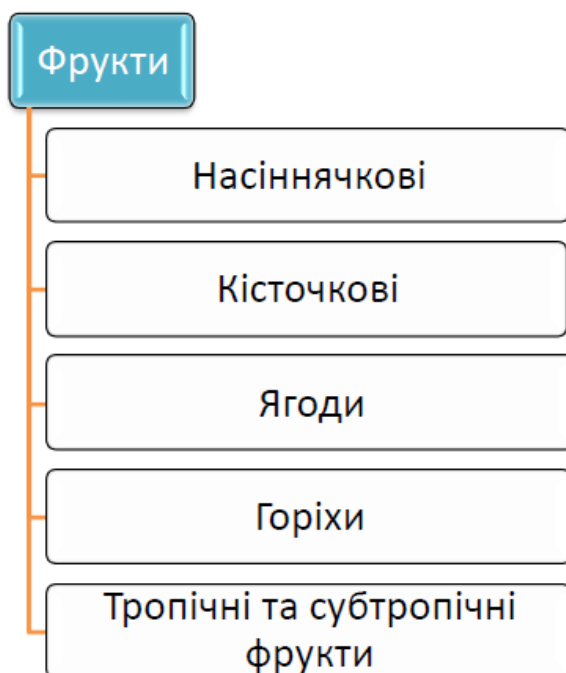 Фрукти
Насіннячкові
Кісточкові
Ягоди
Горіхи
Тропічні та субтропічні
фрукти